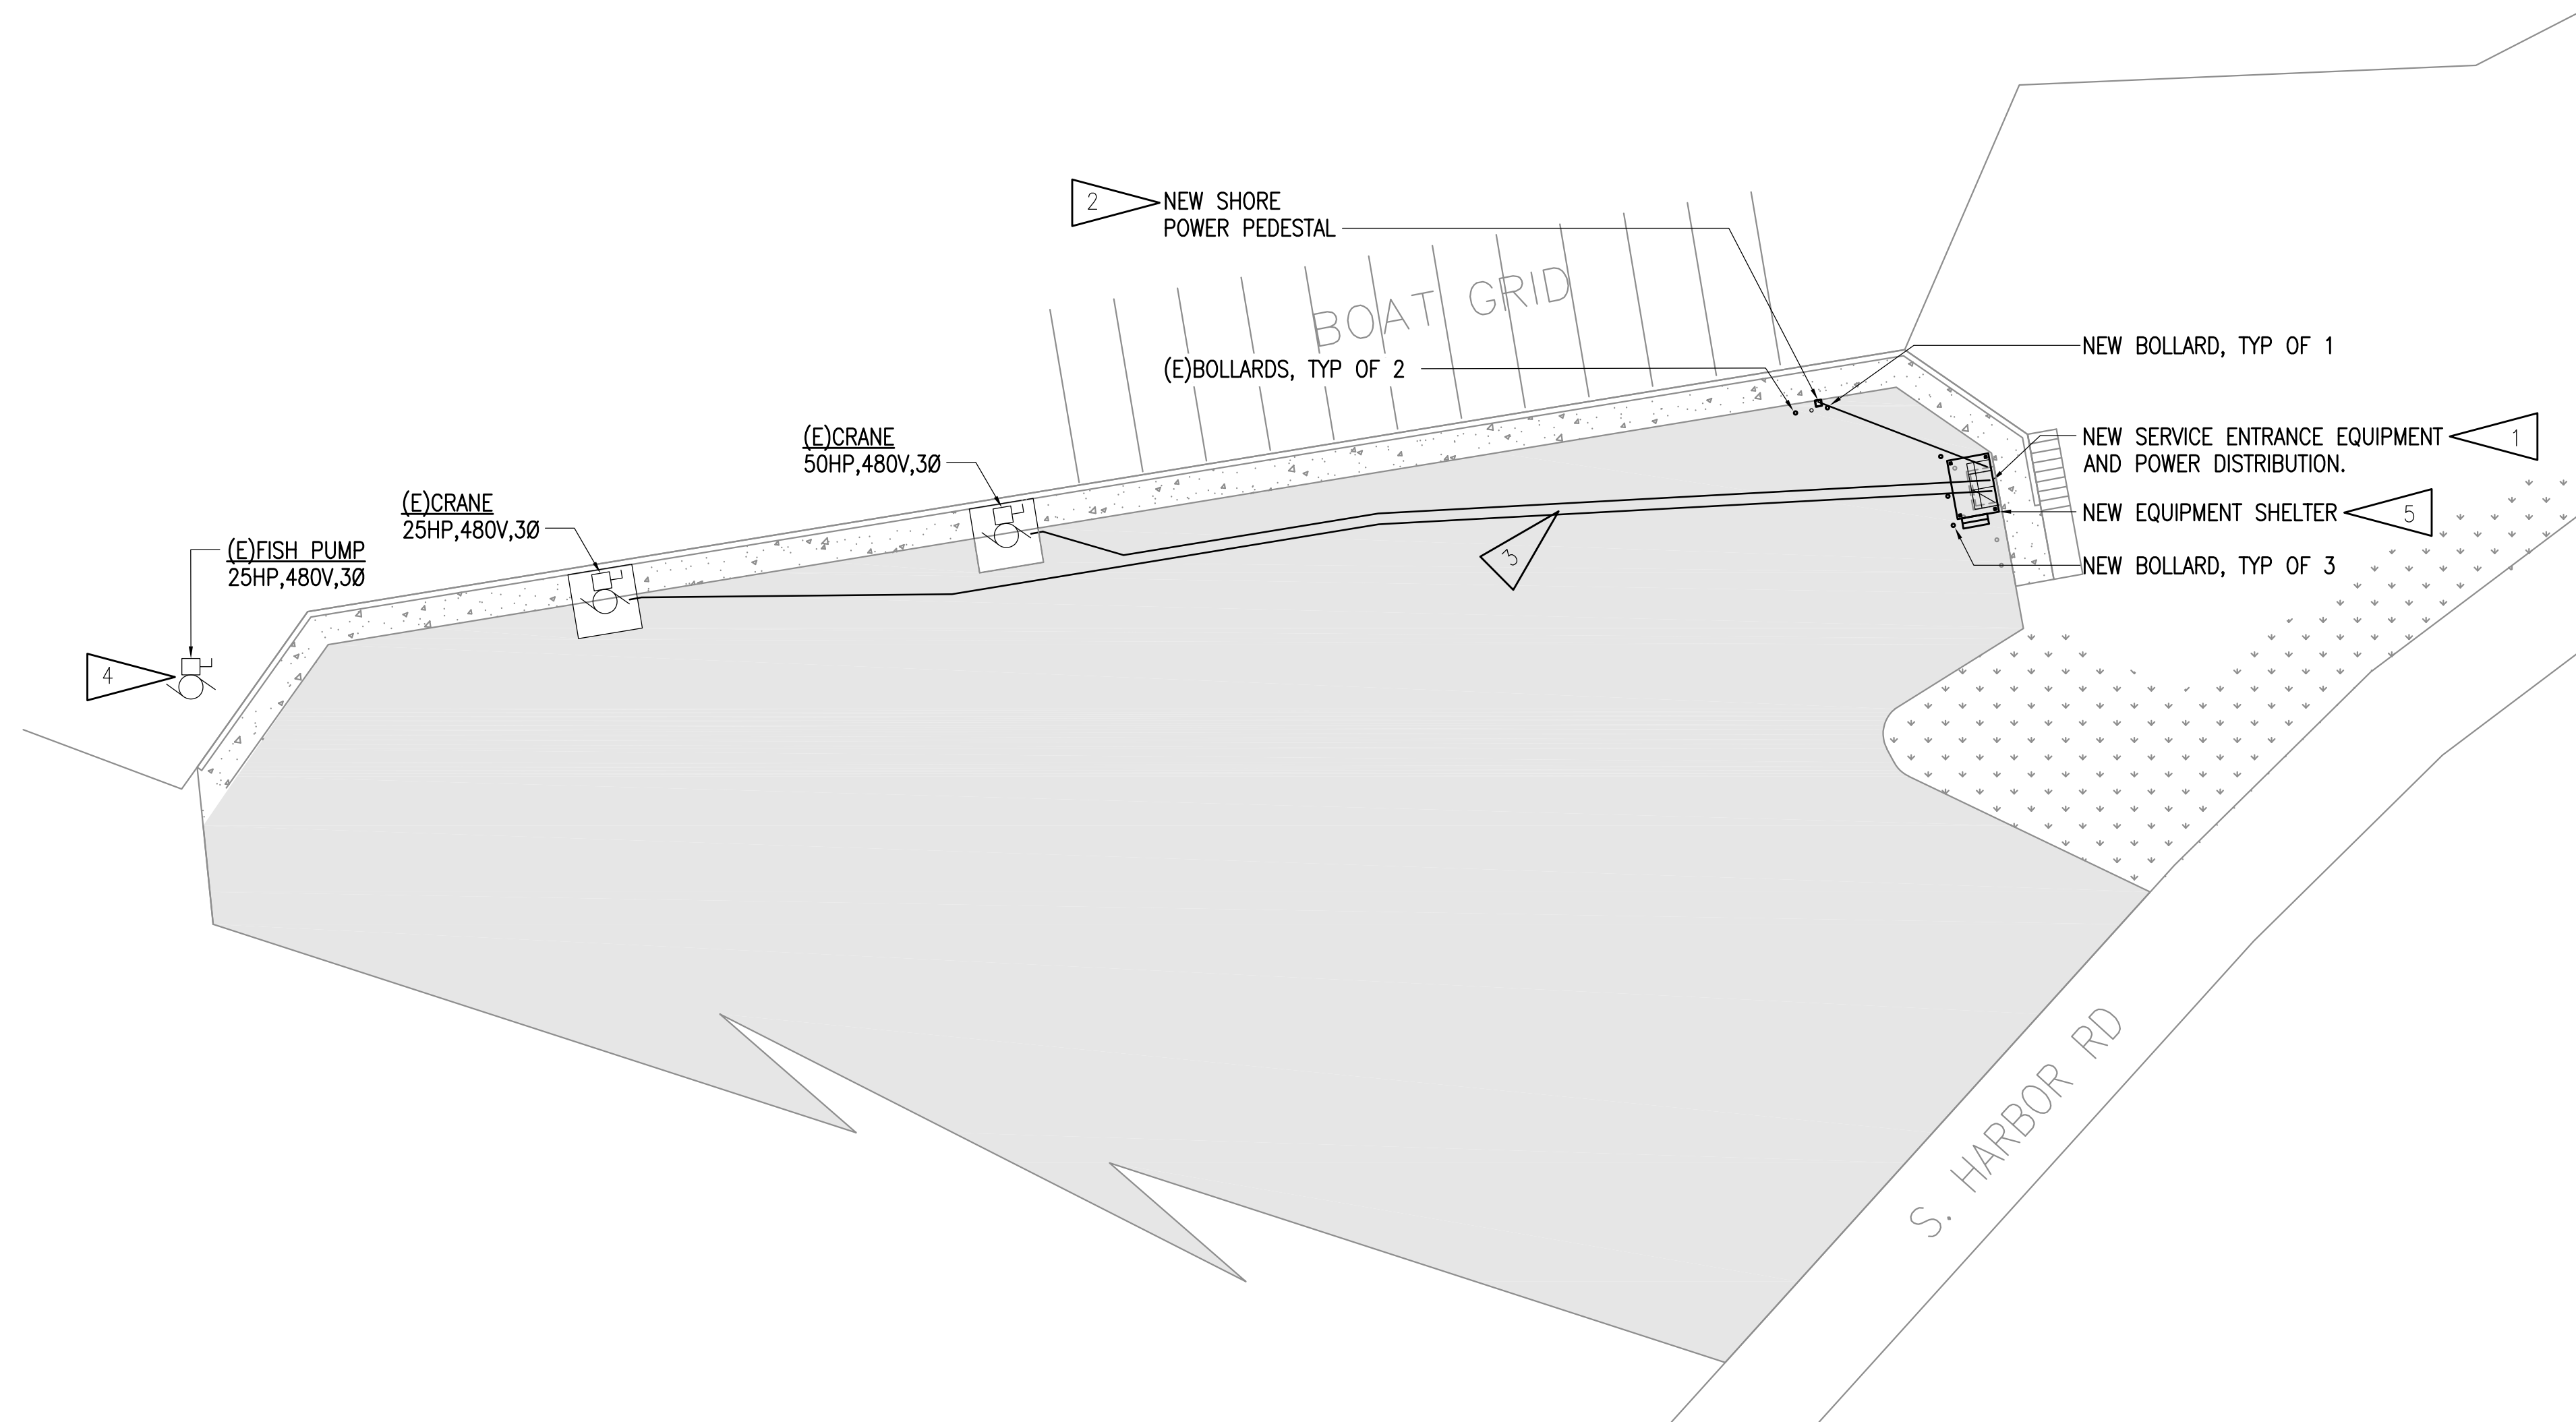 2
NEW SHORE
POWER PEDESTAL
BOAT GRID
(E)BOLLARDS, TYP OF 2
NEW BOLLARD, TYP OF 1
(E)CRANE
50HP,480V,3Ø
NEW SERVICE ENTRANCE EQUIPMENT
AND POWER DISTRIBUTION.
1
(E)CRANE
25HP,480V,3Ø
NEW EQUIPMENT SHELTER
5
(E)FISH PUMP
25HP,480V,3Ø
3
NEW BOLLARD, TYP OF 3
4
S. HARBOR RD